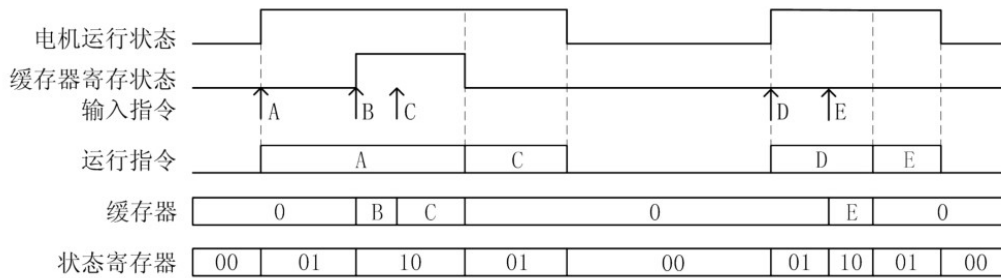 电机运行状态
缓存器寄存状态
输入指令 A B C D E
运行指令 A C D E
缓存器 0 B C 0 E 0
状态寄存器 00 01 10 01 00 01 10 01 00